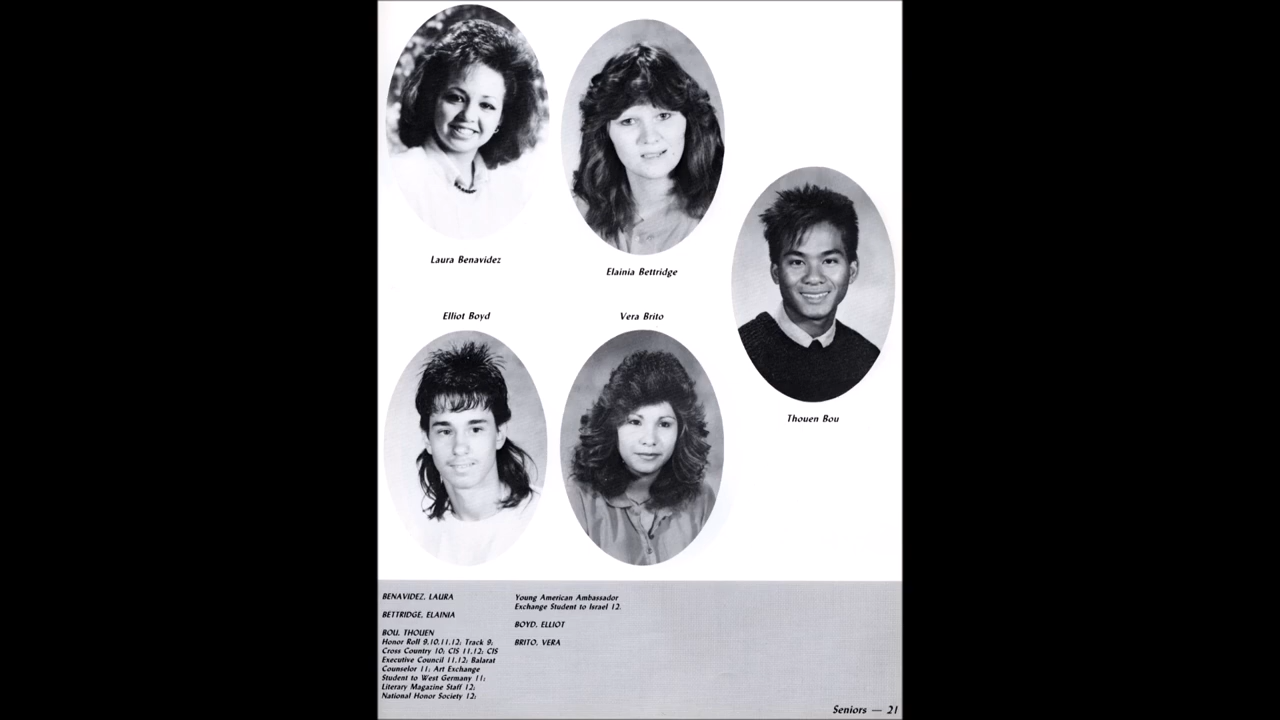 Laura Benavidez
Elainia Bettridge
Elliot Boyd
Vera Brito
Thouen Bou
BENAVIDEZ, LAURA
BETTRIDGE, ELAINIA
BOU, THOUEN
Honor Roll 9,10,11,12; Track 9;
Cross Country 10; CIS 11,12; CIS
Executive Council 11,12; Balarat
Counselor 11; Art Exchange
Student to West Germany 11;
Literary Magazine Staff 12;
National Honor Society 12;
Young American Ambassador
Exchange Student to Israel 12.
BOYD, ELLIOT
BRITO, VERA
Seniors — 21